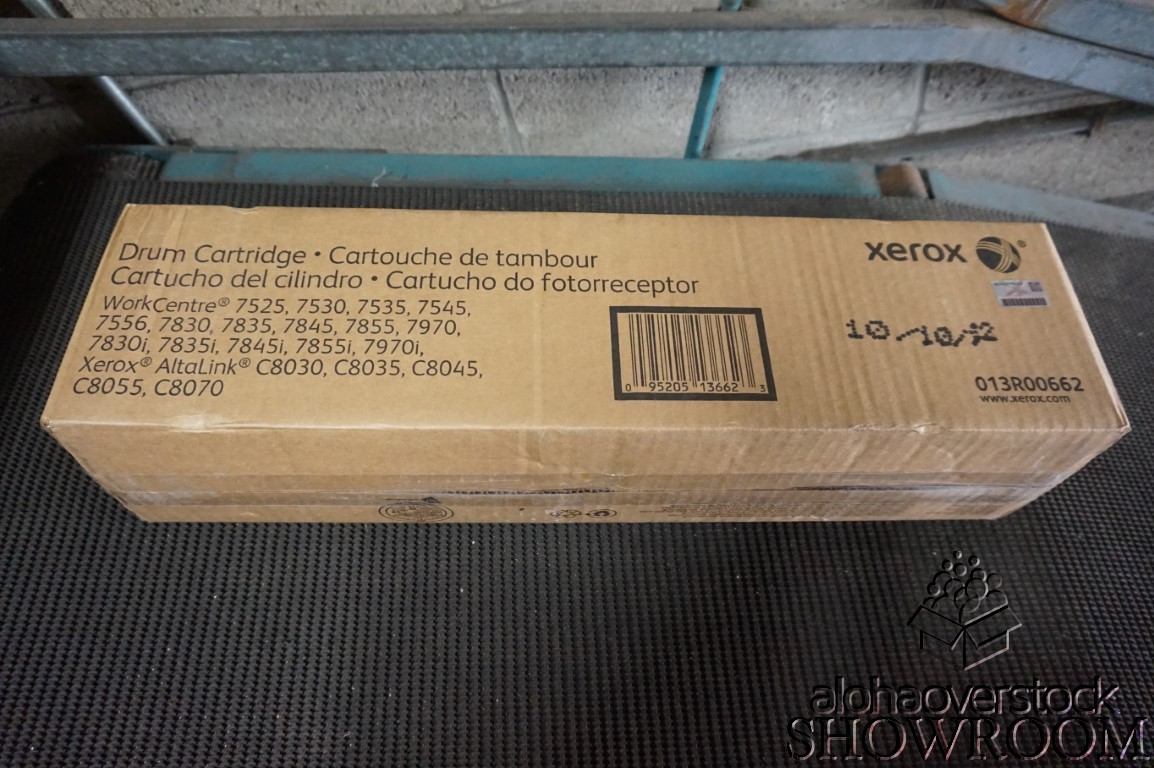 Drum Cartridge • Cartouche de tambour
Cartucho del cilindro • Cartucho do fotorreceptor
WorkCentre® 7525, 7530, 7535, 7545,
7556, 7830, 7835, 7845, 7855, 7970,
7830i, 7835i, 7845i, 7855i, 7970i,
Xerox® AltaLink® C8030, C8035, C8045,
C8055, C8070
0 95205 13662 3
xerox ®
013R00662
www.xerox.com
alohaoverstock
SHOWROOM